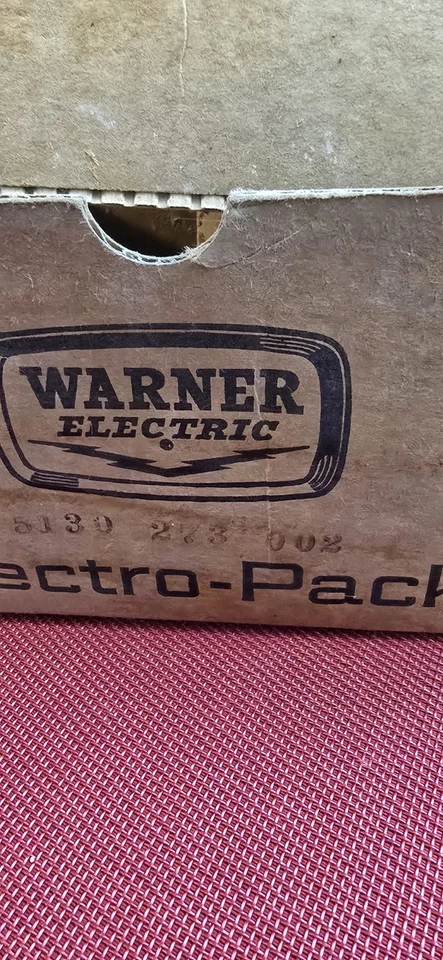 WARNER
ELECTRIC
5130 273 002
ectro-Pack